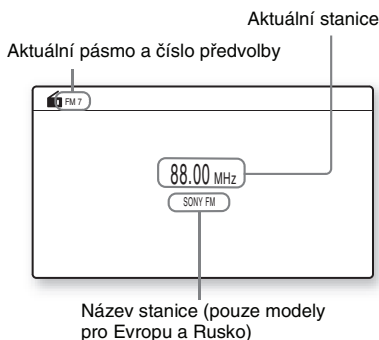 Aktuální stanice
Aktuální pásmo a číslo předvolby
FM 7
88.00 MHz
SONY FM
Název stanice (pouze modely
pro Evropu a Rusko)